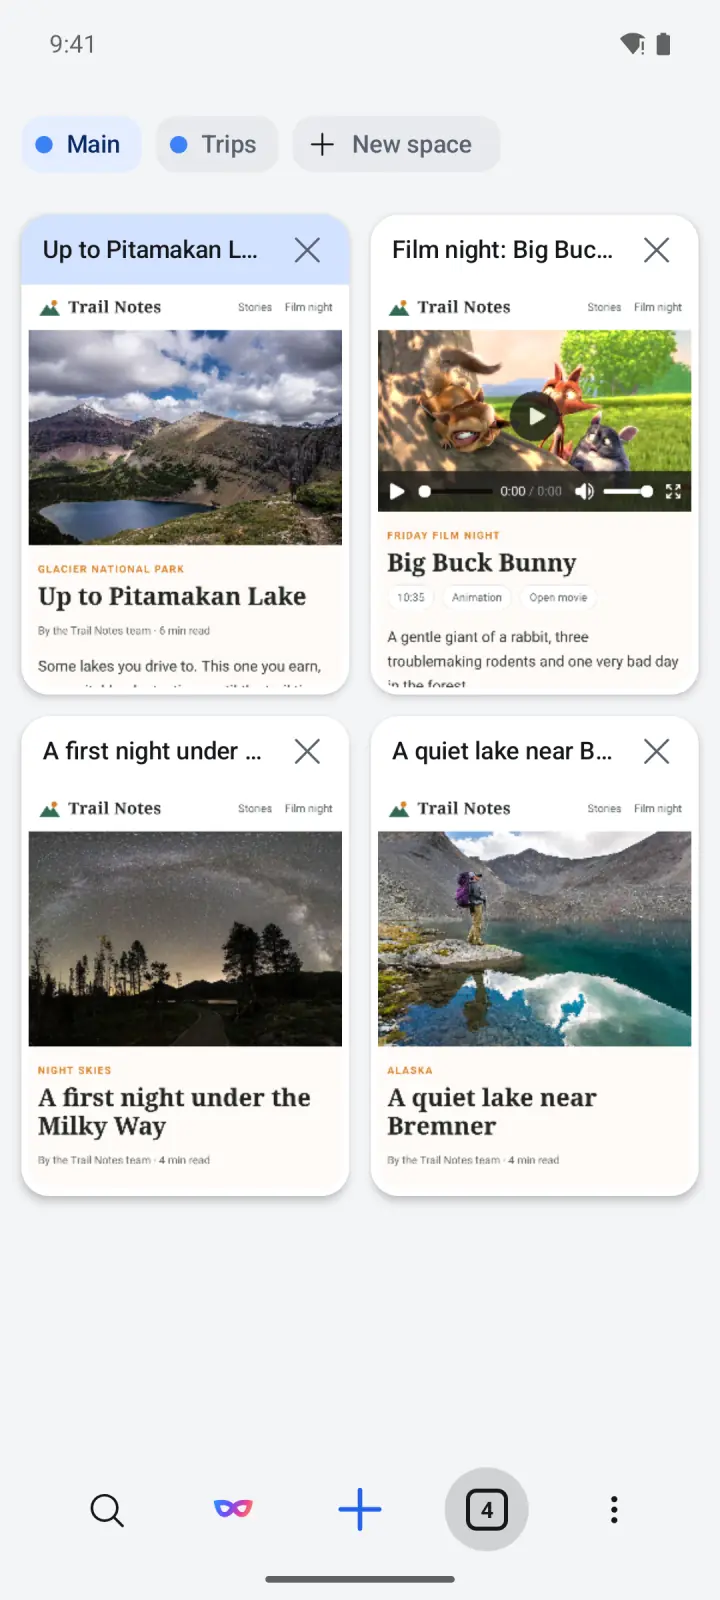 9:41
Main
Trips
New space
Up to Pitamakan L...
Trail Notes
Stories
Film night
GLACIER NATIONAL PARK
Up to Pitamakan Lake
By the Trail Notes team · 6 min read
Some lakes you drive to. This one you earn,
Film night: Big Buc...
Trail Notes
Stories
Film night
0:00 / 0:00
FRIDAY FILM NIGHT
Big Buck Bunny
10:35
Animation
Open movie
A gentle giant of a rabbit, three
troublemaking rodents and one very bad day
in the forest
A first night under ...
Trail Notes
Stories
Film night
NIGHT SKIES
A first night under the
Milky Way
By the Trail Notes team · 4 min read
A quiet lake near B...
Trail Notes
Stories
Film night
ALASKA
A quiet lake near
Bremner
By the Trail Notes team · 4 min read
4